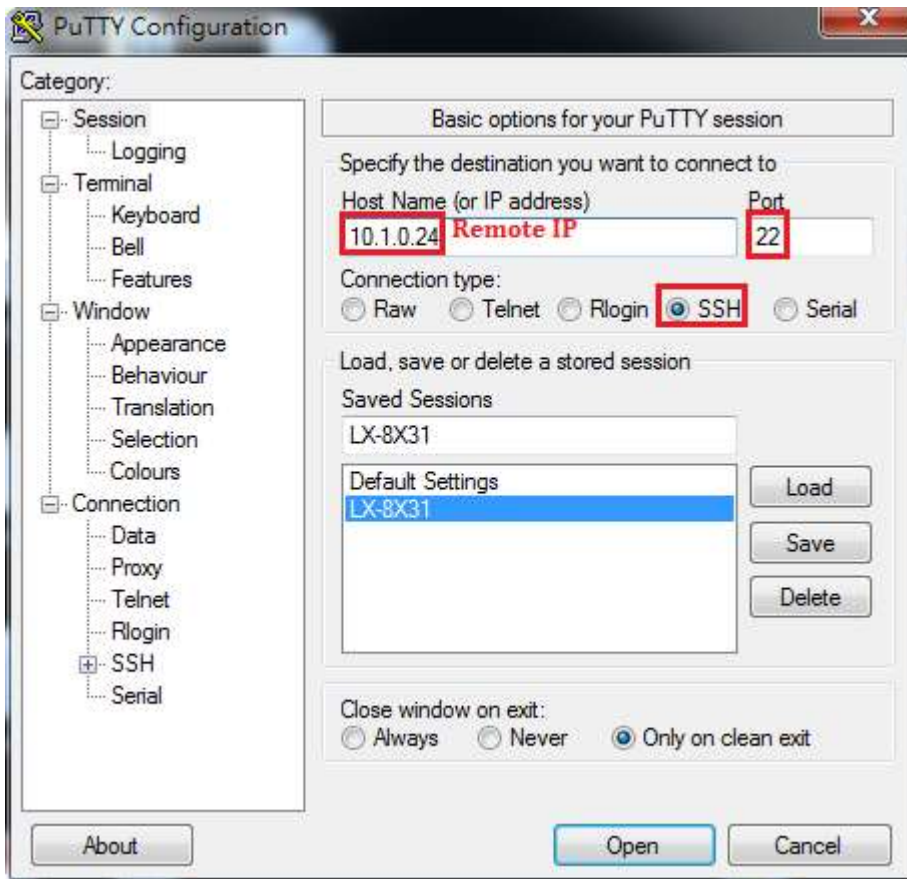 PuTTY Configuration
Category:
Session
Logging
Terminal
Keyboard
Bell
Features
Window
Appearance
Behaviour
Translation
Selection
Colours
Connection
Data
Proxy
Telnet
Rlogin
SSH
Serial
Basic options for your PuTTY session
Specify the destination you want to connect to
Host Name (or IP address) Port
10.1.0.24 Remote IP 22
Connection type:
Raw Telnet Rlogin SSH Serial
Load, save or delete a stored session
Saved Sessions
LX-8X31
Default Settings
LX-8X31
Load
Save
Delete
Close window on exit:
Always Never Only on clean exit
About Open Cancel